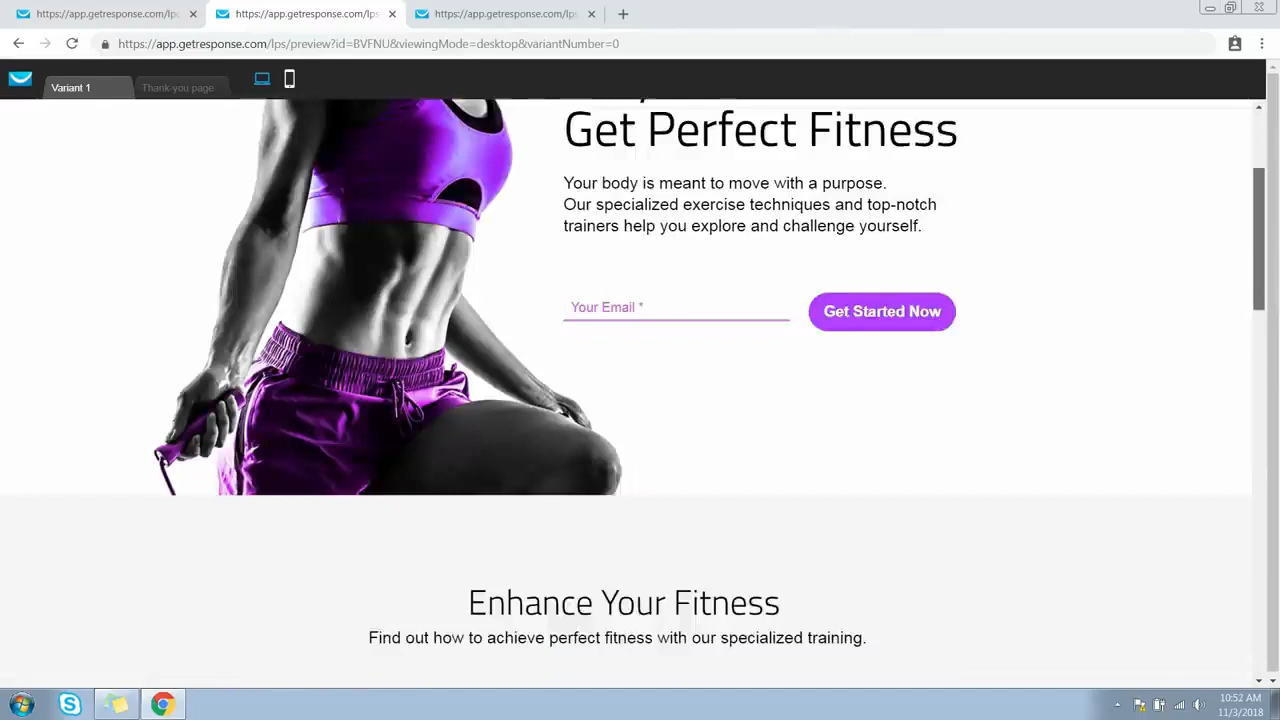 https://app.getresponse.com/lpc
https://app.getresponse.com/lps
https://app.getresponse.com/lps
https://app.getresponse.com/lps/preview?id=BVFNU&viewingMode=desktop&variantNumber=0
Variant 1
Thank-you page
Get Perfect Fitness
Your body is meant to move with a purpose.
Our specialized exercise techniques and top-notch
trainers help you explore and challenge yourself.
Your Email *
Get Started Now
Enhance Your Fitness
Find out how to achieve perfect fitness with our specialized training.
10:52 AM
11/3/2018